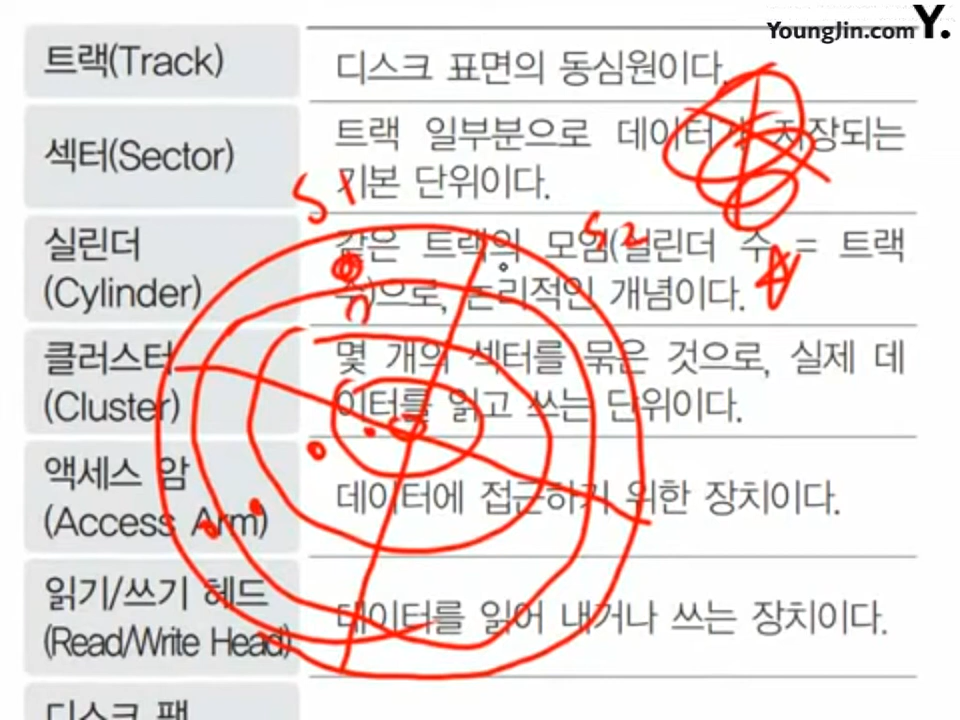 YoungJin.com Y.
트랙(Track)
디스크 표면의 동심원이다.
섹터(Sector)
트랙 일부분으로 데이터가 저장되는
기본 단위이다.
S1
S2
실린더
(Cylinder)
같은 트랙의 모임(실린더 수 = 트랙
수)으로, 논리적인 개념이다.
클러스터
(Cluster)
몇 개의 섹터를 묶은 것으로, 실제 데
이터를 읽고 쓰는 단위이다.
액세스 암
(Access Arm)
데이터에 접근하기 위한 장치이다.
읽기/쓰기 헤드
(Read/Write Head)
데이터를 읽어 내거나 쓰는 장치이다.
디스크 팩